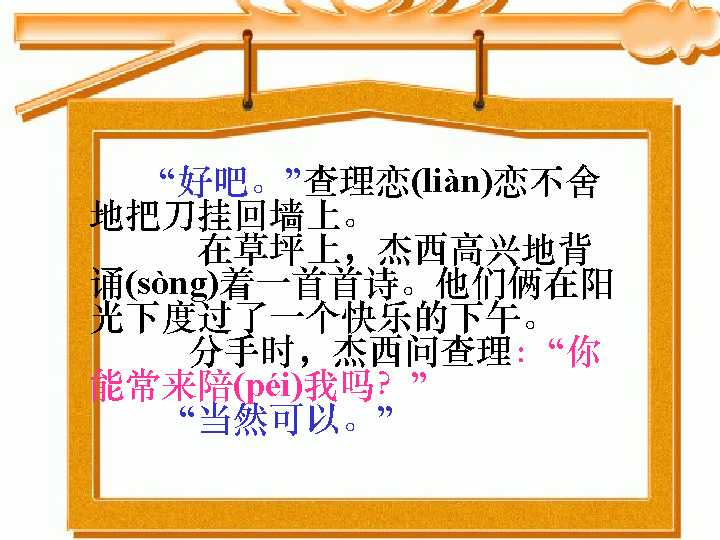 “好吧。”查理恋(liàn)恋不舍
地把刀挂回墙上。
在草坪上，杰西高兴地背
诵(sòng)着一首首诗。他们俩在阳
光下度过了一个快乐的下午。
分手时，杰西问查理：“你
能常来陪(péi)我吗？”
“当然可以。”